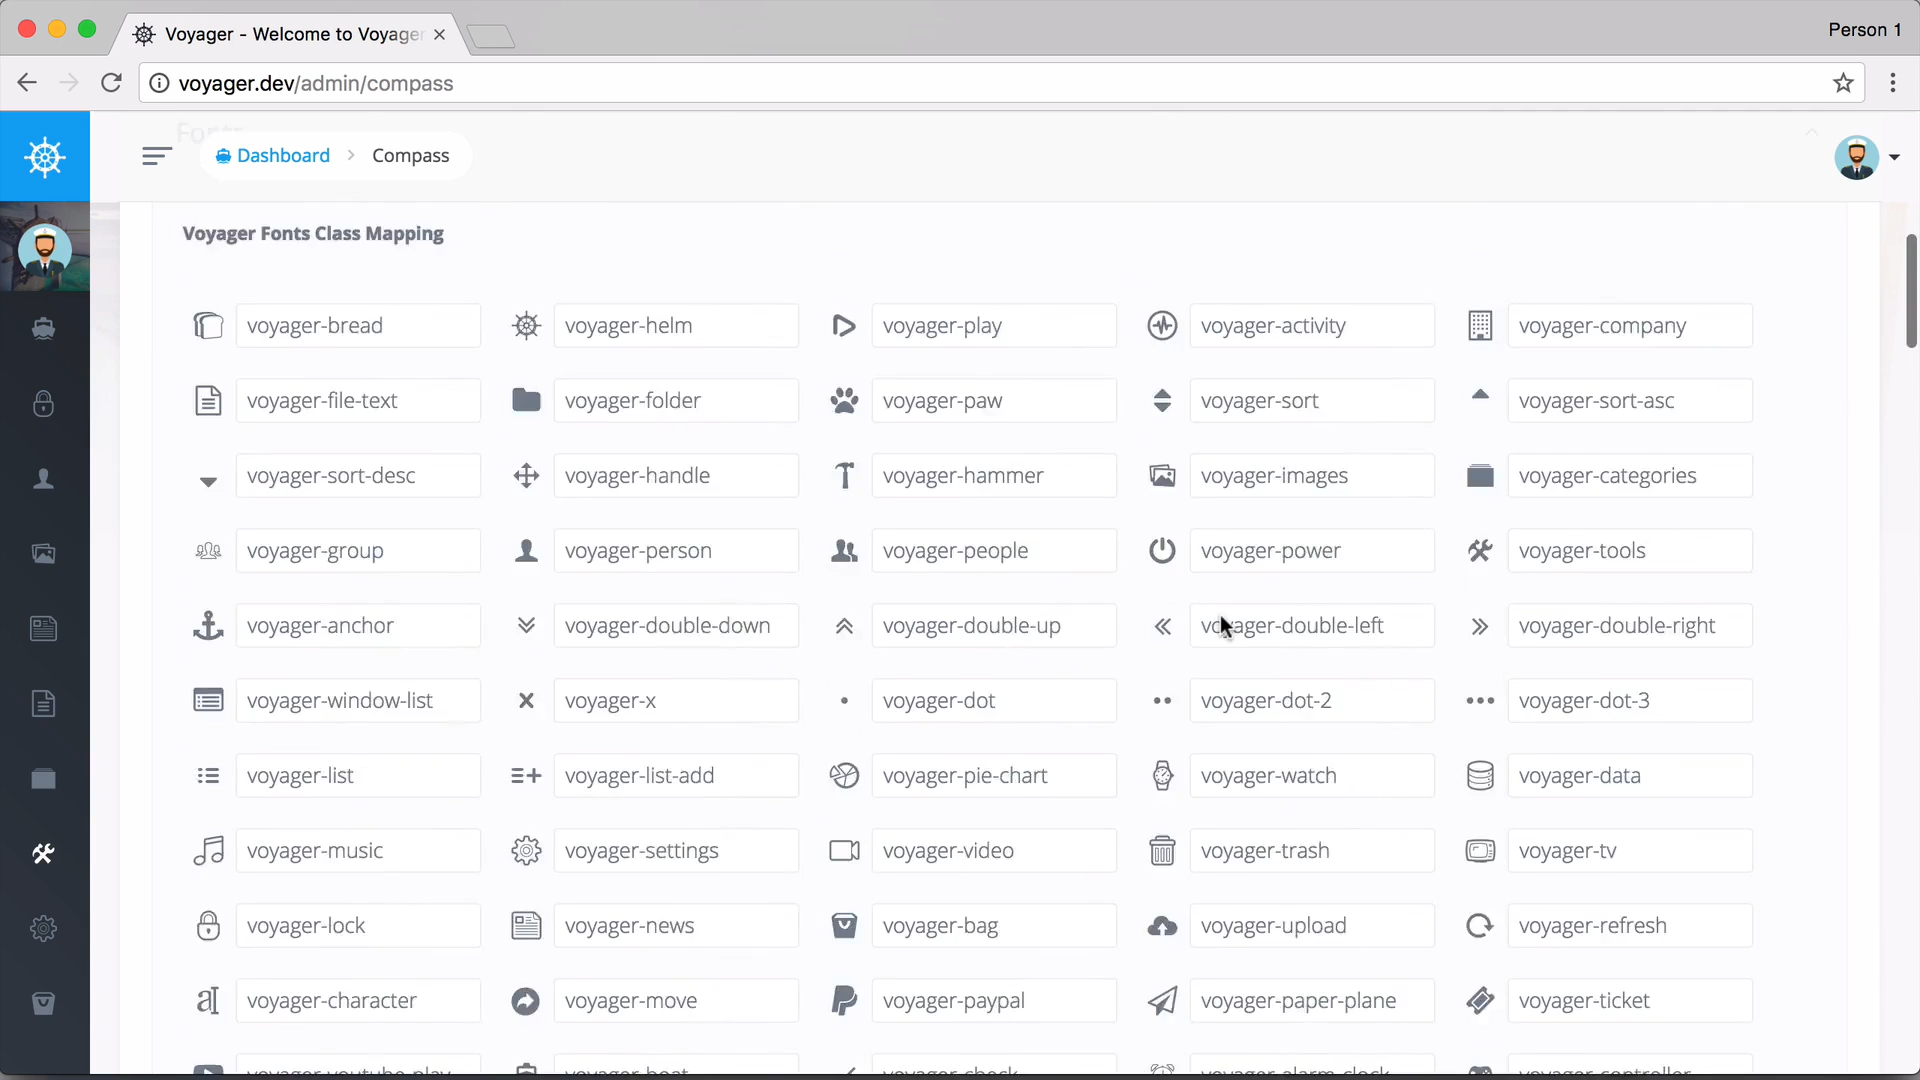 Voyager - Welcome to Voyager
Person 1
voyager.dev/admin/compass
Fonts
Dashboard > Compass
Voyager Fonts Class Mapping
voyager-bread voyager-helm voyager-play voyager-activity voyager-company
voyager-file-text voyager-folder voyager-paw voyager-sort voyager-sort-asc
voyager-sort-desc voyager-handle voyager-hammer voyager-images voyager-categories
voyager-group voyager-person voyager-people voyager-power voyager-tools
voyager-anchor voyager-double-down voyager-double-up voyager-double-left voyager-double-right
voyager-window-list voyager-x voyager-dot voyager-dot-2 voyager-dot-3
voyager-list voyager-list-add voyager-pie-chart voyager-watch voyager-data
voyager-music voyager-settings voyager-video voyager-trash voyager-tv
voyager-lock voyager-news voyager-bag voyager-upload voyager-refresh
voyager-character voyager-move voyager-paypal voyager-paper-plane voyager-ticket
voyager-youtube-play voyager-boat voyager-check voyager-alarm-clock voyager-controller